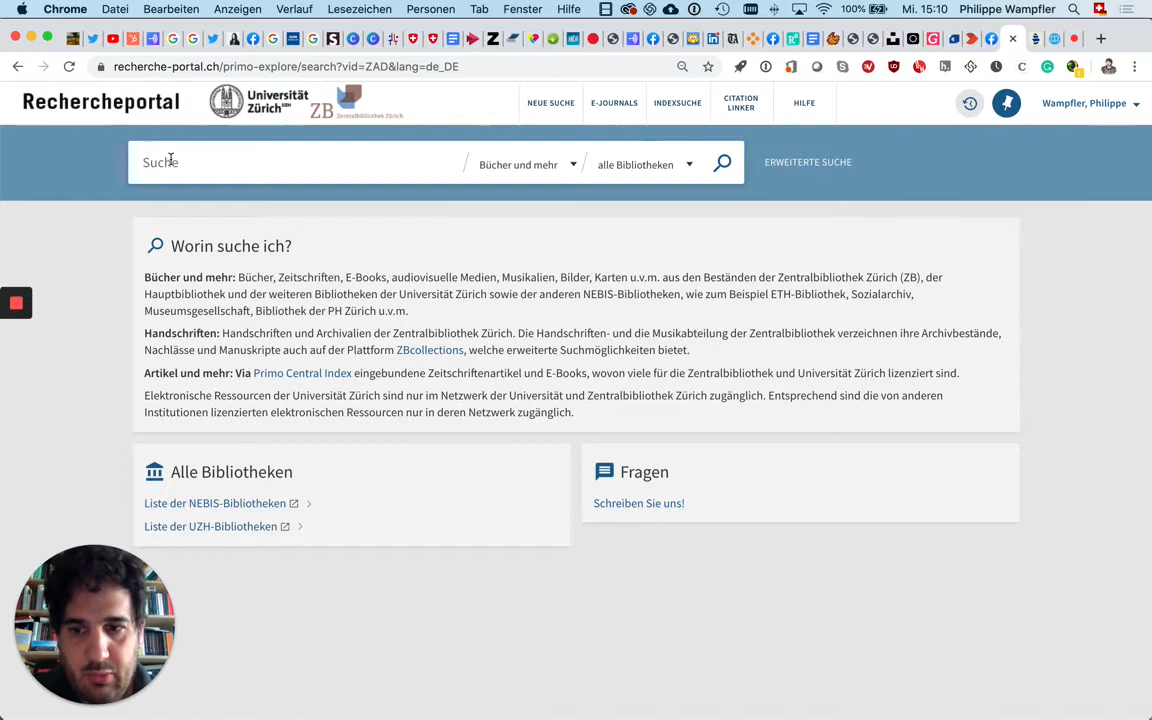 Chrome Datei Bearbeiten Anzeigen Verlauf Lesezeichen Personen Tab Fenster Hilfe 100% Mi. 15:10 Philippe Wampfler
recherche-portal.ch/primo-explore/search?vid=ZAD&lang=de_DE
Rechercheportal
Universität
Zürich UZH
ZB Zentralbibliothek Zürich
NEUE SUCHE
E-JOURNALS
INDEXSUCHE
CITATION
LINKER
HILFE
Wampfler, Philippe
Suche
Bücher und mehr
alle Bibliotheken
ERWEITERTE SUCHE
Worin suche ich?
Bücher und mehr: Bücher, Zeitschriften, E-Books, audiovisuelle Medien, Musikalien, Bilder, Karten u.v.m. aus den Beständen der Zentralbibliothek Zürich (ZB), der
Hauptbibliothek und der weiteren Bibliotheken der Universität Zürich sowie der anderen NEBIS-Bibliotheken, wie zum Beispiel ETH-Bibliothek, Sozialarchiv,
Museumsgesellschaft, Bibliothek der PH Zürich u.v.m.
Handschriften: Handschriften und Archivalien der Zentralbibliothek Zürich. Die Handschriften- und die Musikabteilung der Zentralbibliothek verzeichnen ihre Archivbestände,
Nachlässe und Manuskripte auch auf der Plattform ZBcollections, welche erweiterte Suchmöglichkeiten bietet.
Artikel und mehr: Via Primo Central Index eingebundene Zeitschriftenartikel und E-Books, wovon viele für die Zentralbibliothek und Universität Zürich lizenziert sind.
Elektronische Ressourcen der Universität Zürich sind nur im Netzwerk der Universität und Zentralbibliothek Zürich zugänglich. Entsprechend sind die von anderen
Institutionen lizenzierten elektronischen Ressourcen nur in deren Netzwerk zugänglich.
Alle Bibliotheken
Liste der NEBIS-Bibliotheken
Liste der UZH-Bibliotheken
Fragen
Schreiben Sie uns!